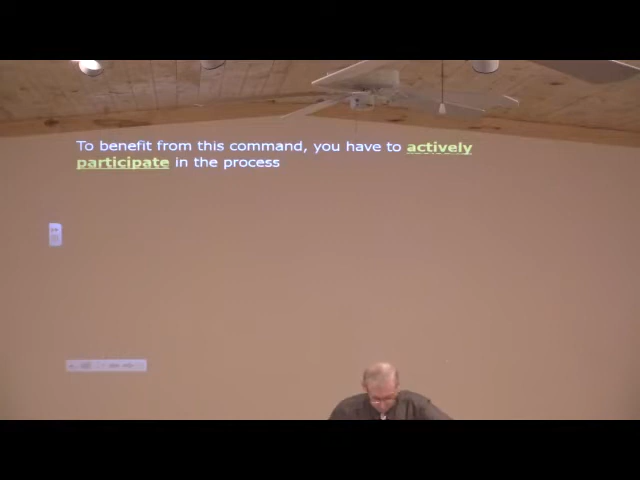 To benefit from this command, you have to actively
participate in the process